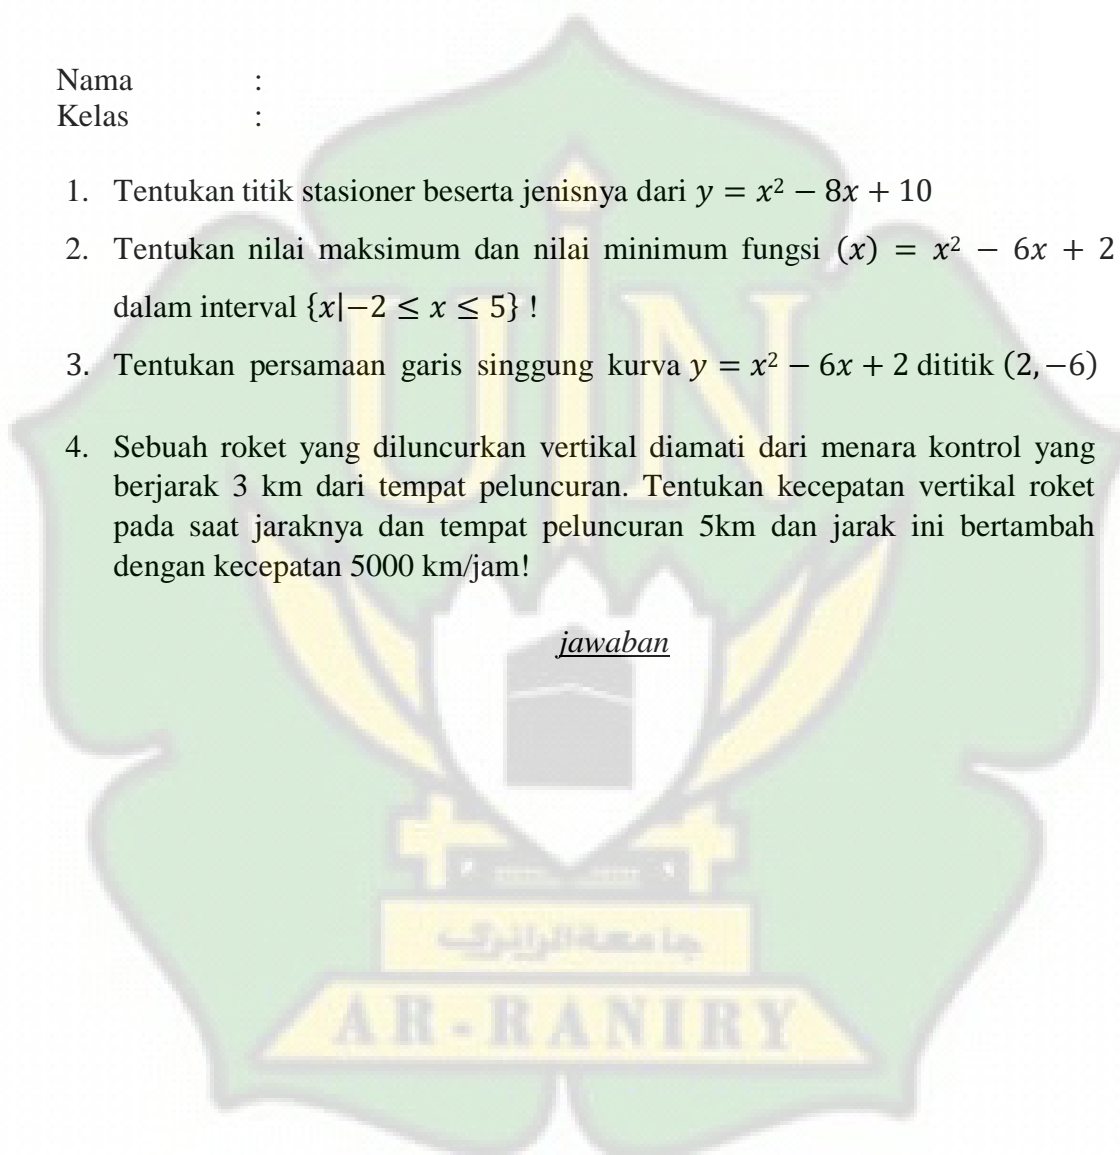 Nama :
Kelas :
1. Tentukan titik stasioner beserta jenisnya dari 𝑦 = 𝑥² − 8𝑥 + 10
2. Tentukan nilai maksimum dan nilai minimum fungsi (𝑥) = 𝑥² − 6𝑥 + 2
dalam interval {𝑥|−2 ≤ 𝑥 ≤ 5} !
3. Tentukan persamaan garis singgung kurva 𝑦 = 𝑥² − 6𝑥 + 2 dititik (2, −6)
4. Sebuah roket yang diluncurkan vertikal diamati dari menara kontrol yang
berjarak 3 km dari tempat peluncuran. Tentukan kecepatan vertikal roket
pada saat jaraknya dan tempat peluncuran 5km dan jarak ini bertambah
dengan kecepatan 5000 km/jam!
jawaban
UIN
جامعة الرانري
AR-RANIRY